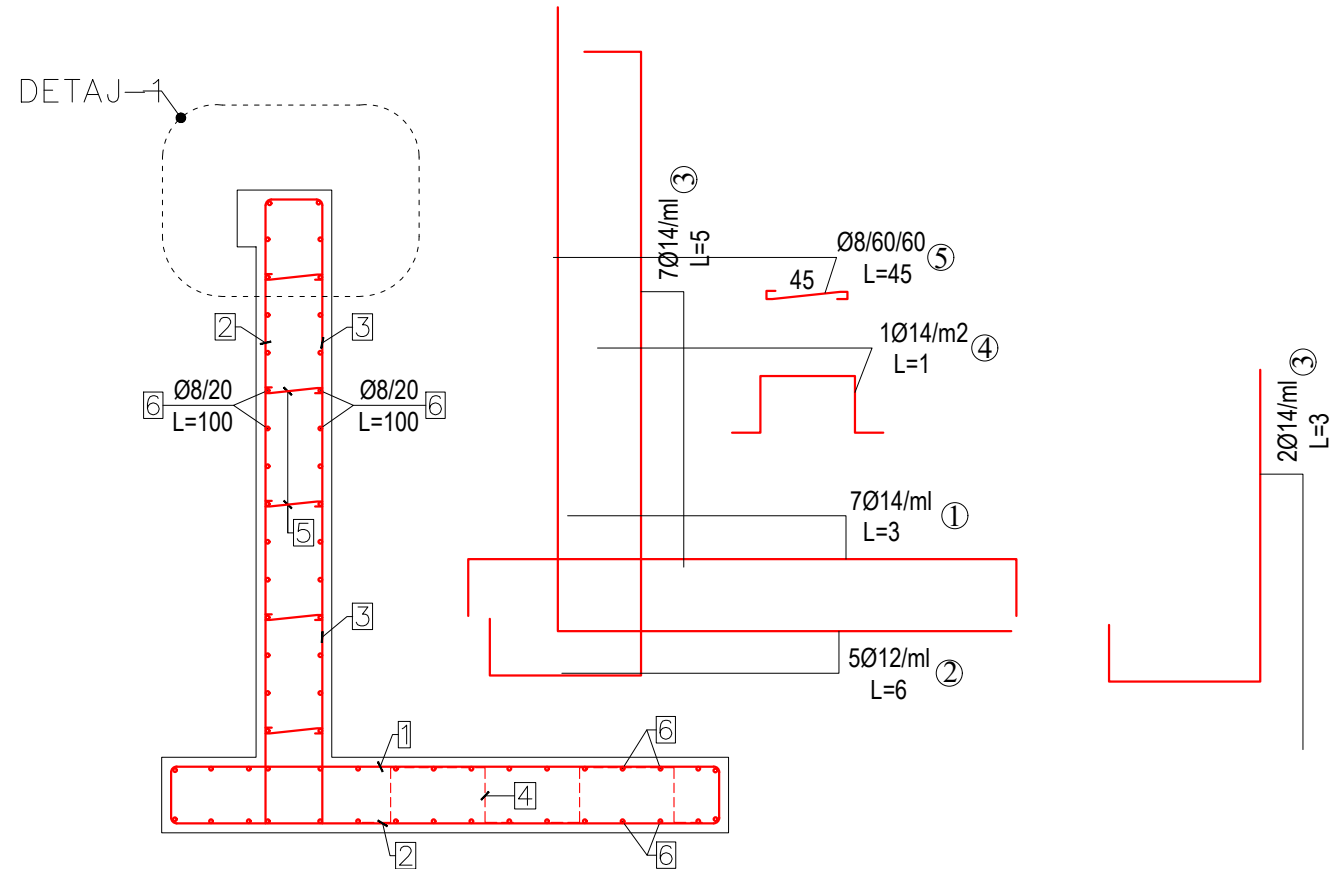 DETAJ-1
7Ø14/ml ③
L=5
Ø8/60/60 ⑤
L=45
45
1Ø14/m2 ④
L=1
2 3
6 Ø8/20
L=100
Ø8/20 6
L=100
2Ø14/ml ③
L=3
5
7Ø14/ml ①
L=3
3
5Ø12/ml ②
L=6
1
6
4
2
6